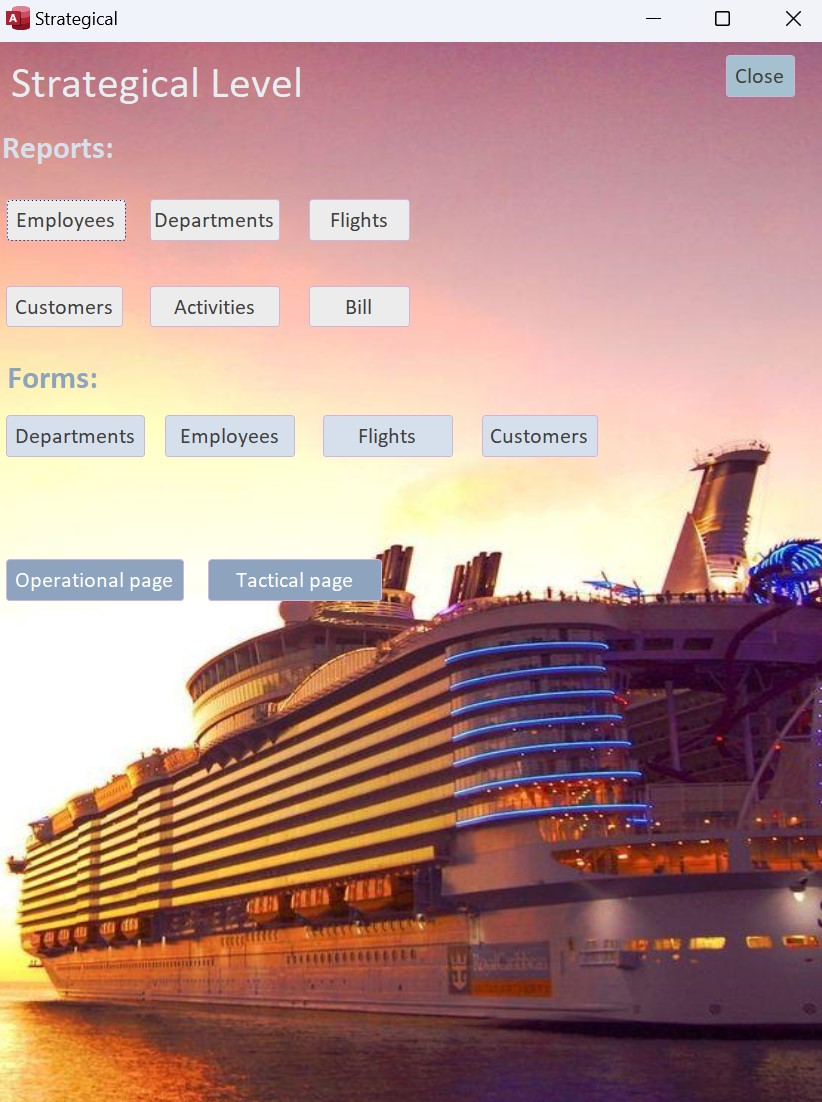 Strategical
Strategical Level
Close
Reports:
Employees Departments Flights
Customers Activities Bill
Forms:
Departments Employees Flights Customers
Operational page Tactical page